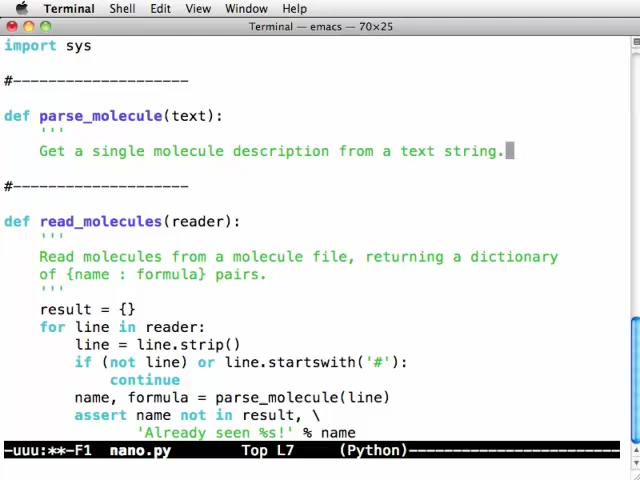 Terminal Shell Edit View Window Help
Terminal — emacs — 70×25
import sys
#--------------------
def parse_molecule(text):
'''
Get a single molecule description from a text string.
#--------------------
def read_molecules(reader):
'''
Read molecules from a molecule file, returning a dictionary
of {name : formula} pairs.
'''
result = {}
for line in reader:
line = line.strip()
if (not line) or line.startswith('#'):
continue
name, formula = parse_molecule(line)
assert name not in result, \
'Already seen %s!' % name
-uuu:**-F1 nano.py Top L7 (Python)------------------------